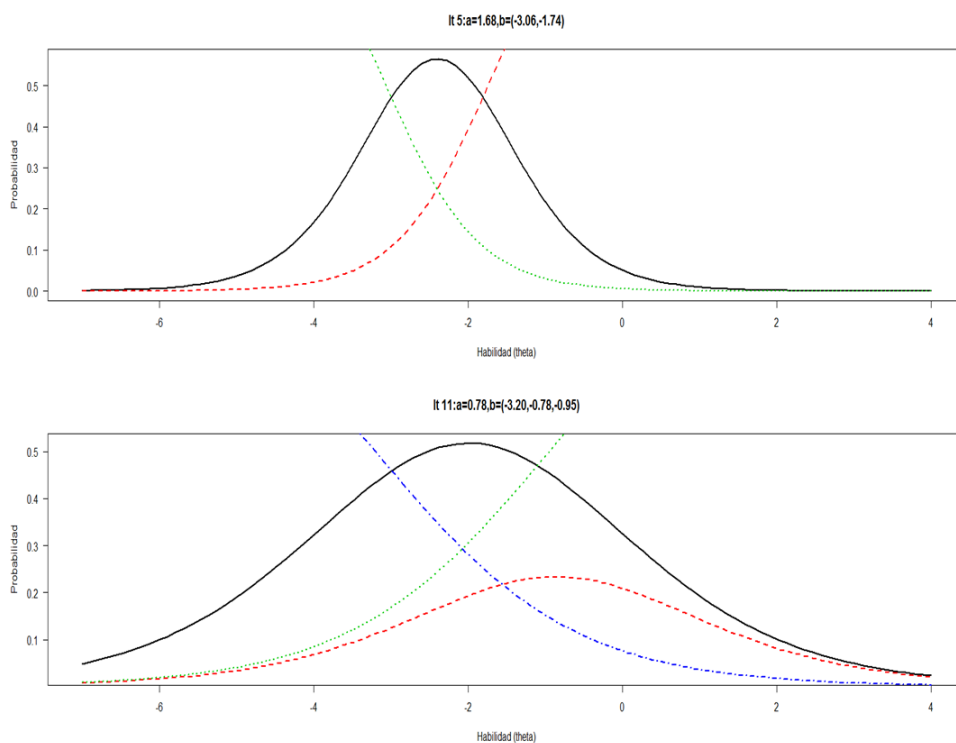 It 5:a=1.68,b=(-3.06,-1.74)
0.5
0.4
0.3
0.2
0.1
0.0
Probabilidad
-6 -4 -2 0 2 4
Habilidad (theta)
It 11:a=0.78,b=(-3.20,-0.78,-0.95)
0.5
0.4
0.3
0.2
0.1
Probabilidad
-6 -4 -2 0 2 4
Habilidad (theta)